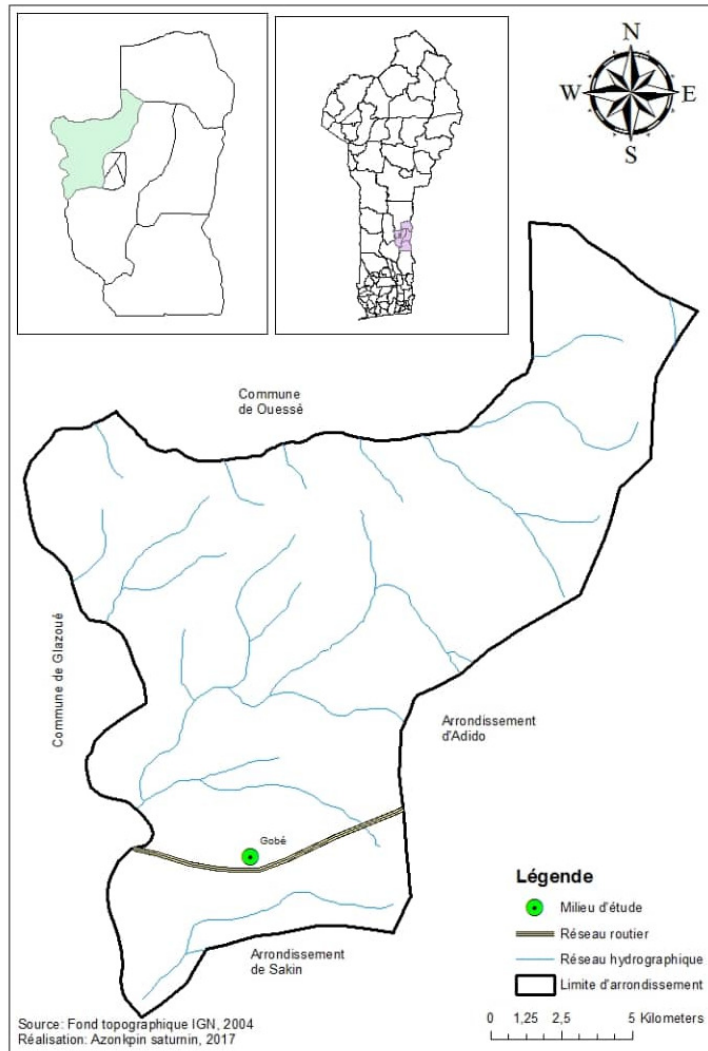 N
W
E
S
Commune
de Ouessé
Commune de Glazoué
Arrondissement
d'Adido
Gobé
Arrondissement
de Sakin
Légende
Milieu d'étude
Réseau routier
Réseau hydrographique
Limite d'arrondissement
Source: Fond topographique IGN, 2004
Réalisation: Azonkpin saturnin, 2017
0 1,25 2,5 5 Kilometers